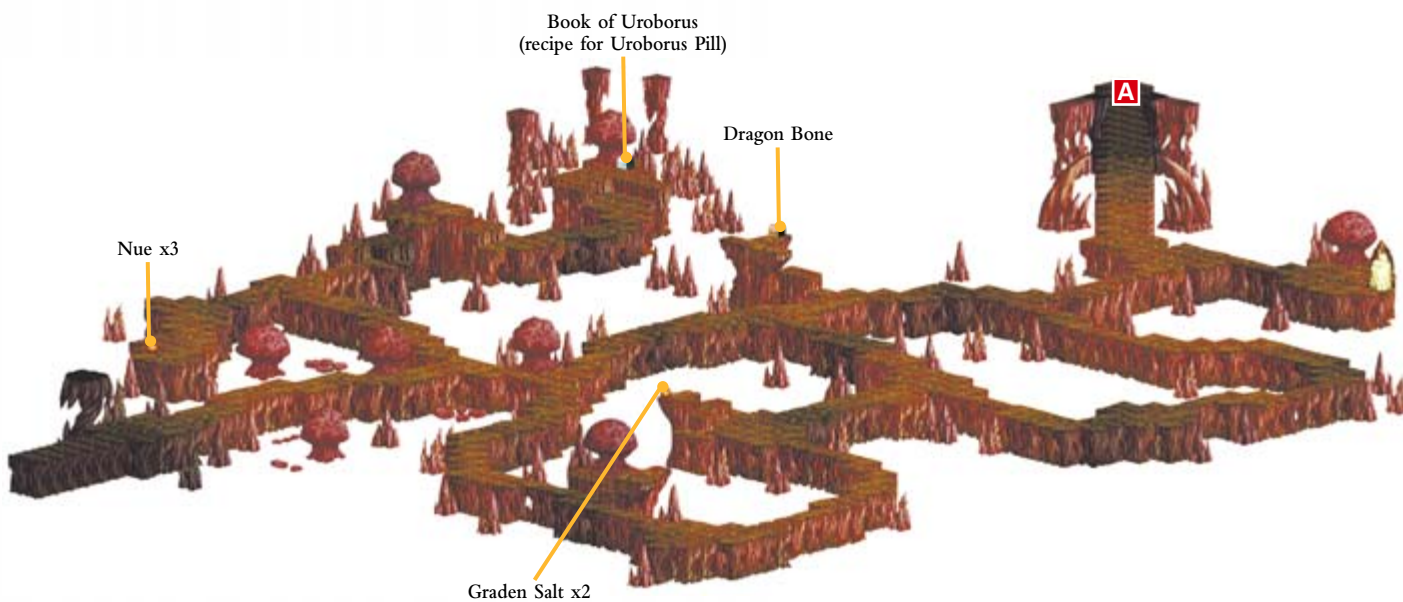 Book of Uroborus
(recipe for Uroborus Pill)
A
Dragon Bone
Nue x3
Graden Salt x2